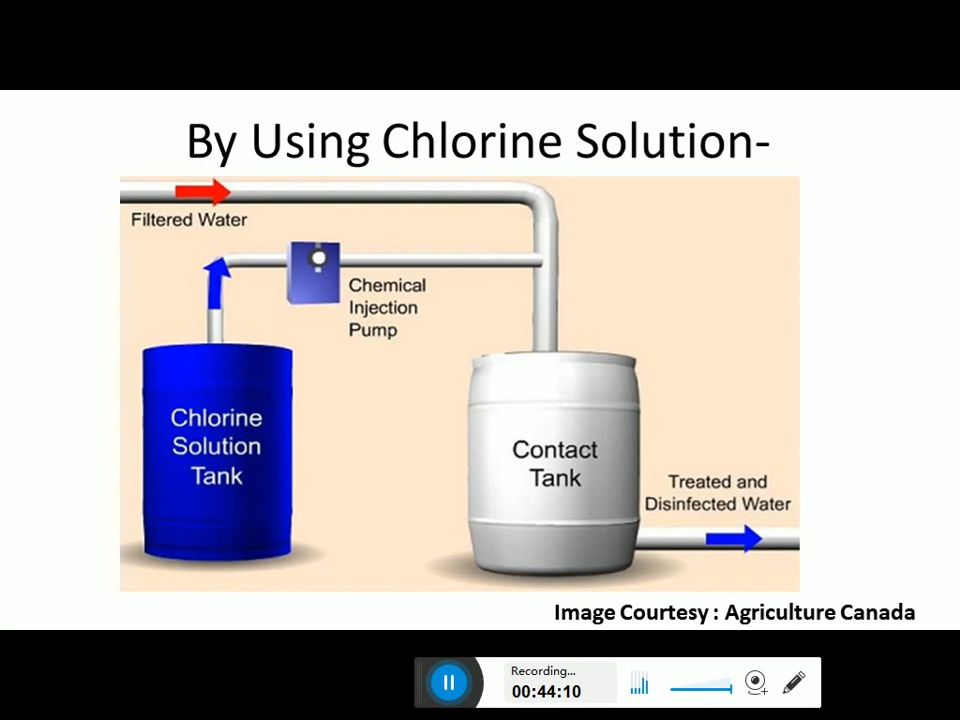 By Using Chlorine Solution-
Filtered Water
Chemical
Injection
Pump
Chlorine
Solution
Tank
Contact
Tank
Treated and
Disinfected Water
Image Courtesy : Agriculture Canada
Recording...
00:44:10